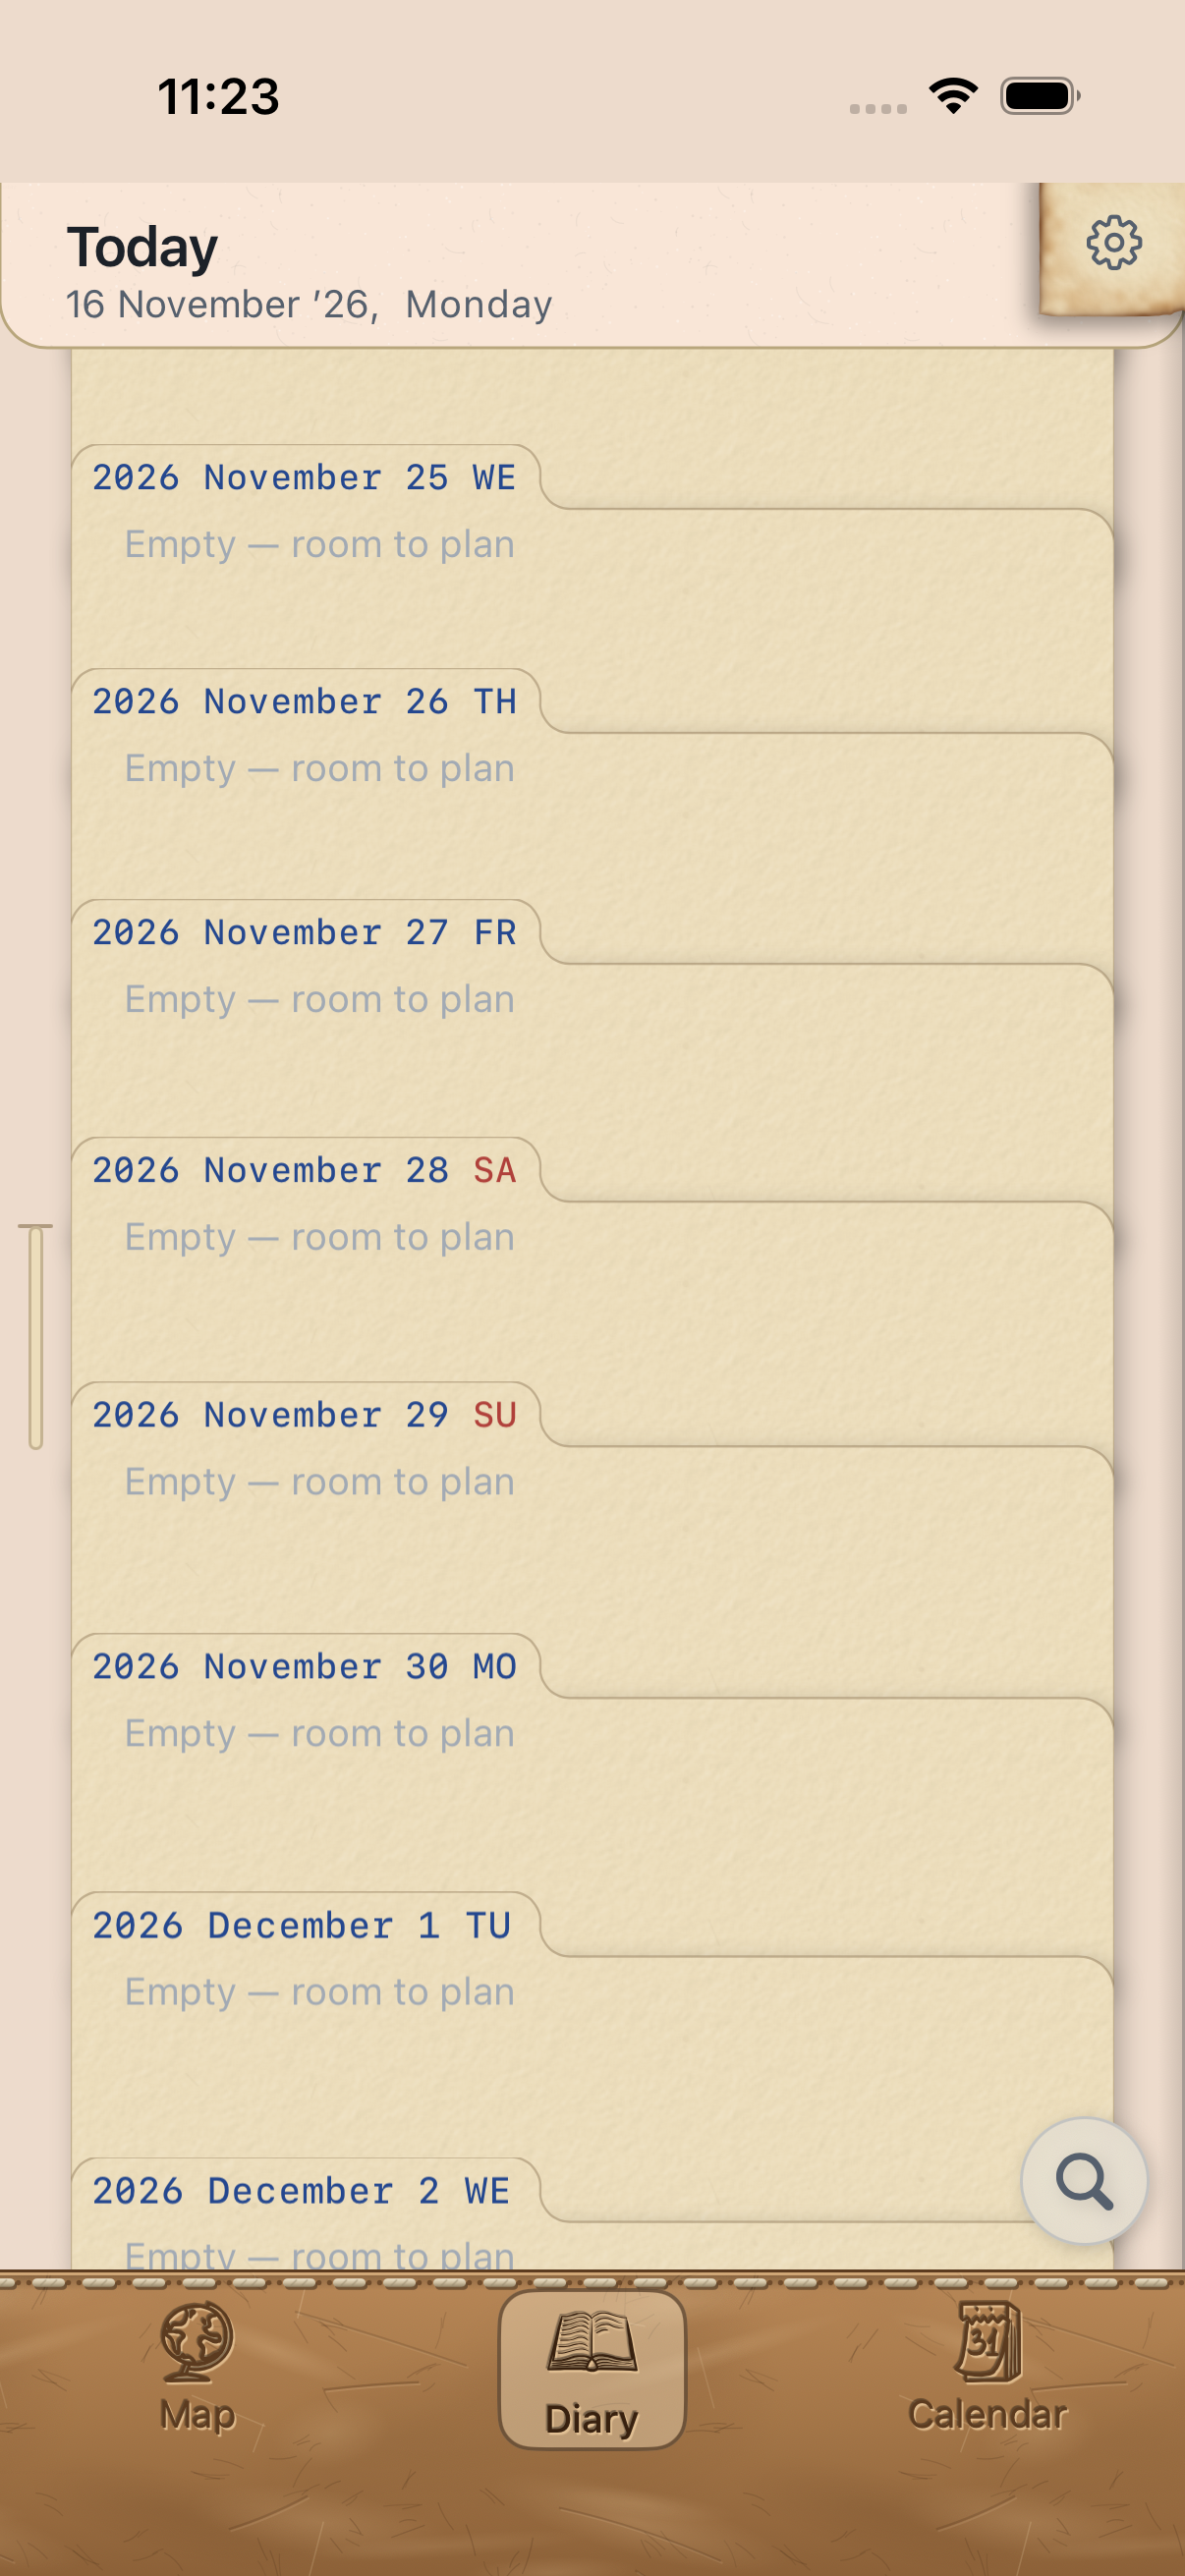 11:23
Today
16 November ’26, Monday
2026 November 25 WE
Empty — room to plan
2026 November 26 TH
Empty — room to plan
2026 November 27 FR
Empty — room to plan
2026 November 28 SA
Empty — room to plan
2026 November 29 SU
Empty — room to plan
2026 November 30 MO
Empty — room to plan
2026 December 1 TU
Empty — room to plan
2026 December 2 WE
Empty — room to plan
31
Map
Diary
Calendar